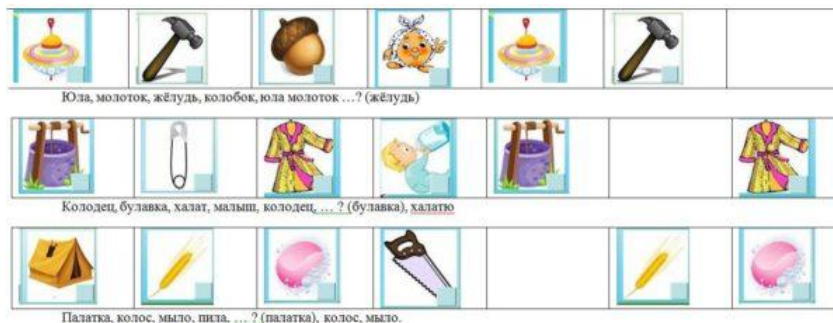 Юла, молоток, жёлудь, колобок, юла молоток …? (жёлудь)
Колодец, булавка, халат, малыш, колодец, … ? (булавка), халатю
Палатка, колос, мыло, пила, … ? (палатка), колос, мыло.